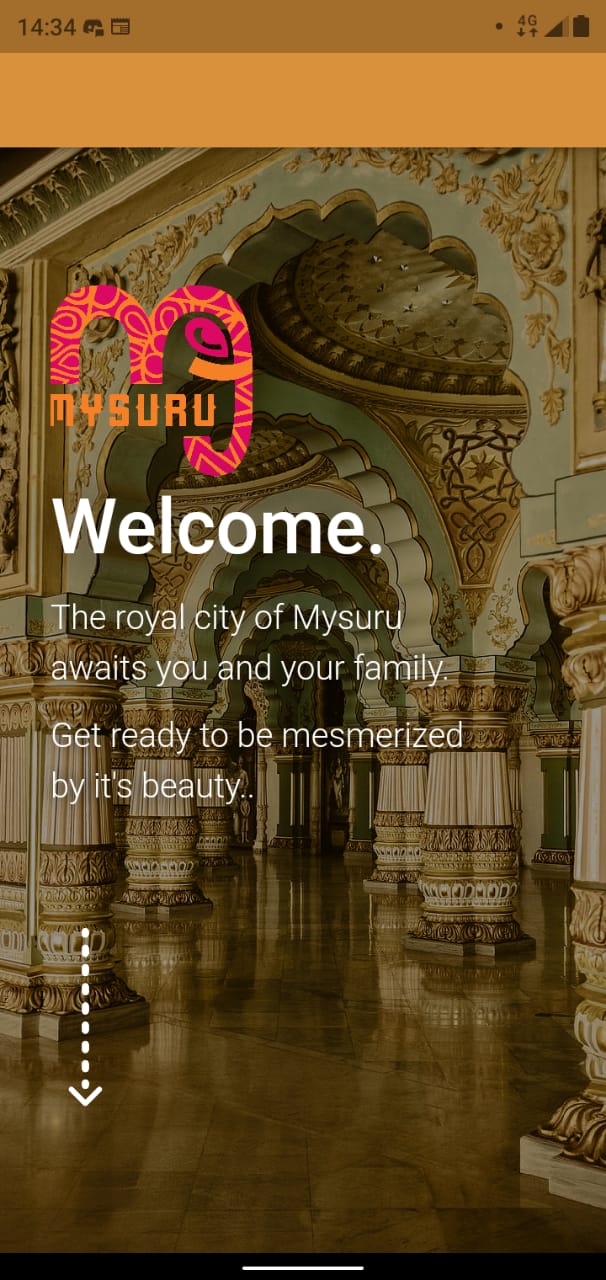 14:34
4G
MYSURU
Welcome.
The royal city of Mysuru
awaits you and your family.
Get ready to be mesmerized
by it's beauty..